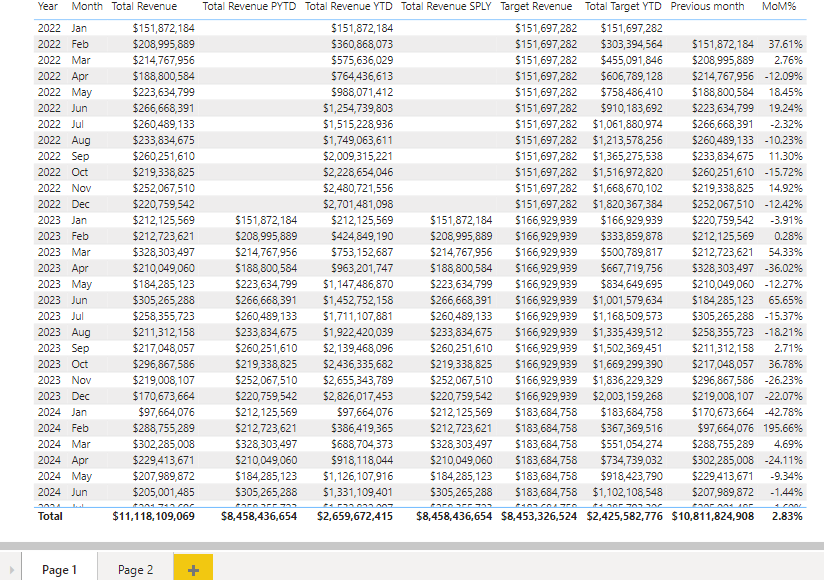 Year Month Total Revenue Total Revenue PYTD Total Revenue YTD Total Revenue SPLY Target Revenue Total Target YTD Previous month MoM%
2022 Jan $151,872,184 $151,872,184 $151,697,282 $151,697,282
2022 Feb $208,995,889 $360,868,073 $151,697,282 $303,394,564 $151,872,184 37.61%
2022 Mar $214,767,956 $575,636,029 $151,697,282 $455,091,846 $208,995,889 2.76%
2022 Apr $188,800,584 $764,436,613 $151,697,282 $606,789,128 $214,767,956 -12.09%
2022 May $223,634,799 $988,071,412 $151,697,282 $758,486,410 $188,800,584 18.45%
2022 Jun $266,668,391 $1,254,739,803 $151,697,282 $910,183,692 $223,634,799 19.24%
2022 Jul $260,489,133 $1,515,228,936 $151,697,282 $1,061,880,974 $266,668,391 -2.32%
2022 Aug $233,834,675 $1,749,063,611 $151,697,282 $1,213,578,256 $260,489,133 -10.23%
2022 Sep $260,251,610 $2,009,315,221 $151,697,282 $1,365,275,538 $233,834,675 11.30%
2022 Oct $219,338,825 $2,228,654,046 $151,697,282 $1,516,972,820 $260,251,610 -15.72%
2022 Nov $252,067,510 $2,480,721,556 $151,697,282 $1,668,670,102 $219,338,825 14.92%
2022 Dec $220,759,542 $2,701,481,098 $151,697,282 $1,820,367,384 $252,067,510 -12.42%
2023 Jan $212,125,569 $151,872,184 $212,125,569 $151,872,184 $166,929,939 $166,929,939 $220,759,542 -3.91%
2023 Feb $212,723,621 $208,995,889 $424,849,190 $208,995,889 $166,929,939 $333,859,878 $212,125,569 0.28%
2023 Mar $328,303,497 $214,767,956 $753,152,687 $214,767,956 $166,929,939 $500,789,817 $212,723,621 54.33%
2023 Apr $210,049,060 $188,800,584 $963,201,747 $188,800,584 $166,929,939 $667,719,756 $328,303,497 -36.02%
2023 May $184,285,123 $223,634,799 $1,147,486,870 $223,634,799 $166,929,939 $834,649,695 $210,049,060 -12.27%
2023 Jun $305,265,288 $266,668,391 $1,452,752,158 $266,668,391 $166,929,939 $1,001,579,634 $184,285,123 65.65%
2023 Jul $258,355,723 $260,489,133 $1,711,107,881 $260,489,133 $166,929,939 $1,168,509,573 $305,265,288 -15.37%
2023 Aug $211,312,158 $233,834,675 $1,922,420,039 $233,834,675 $166,929,939 $1,335,439,512 $258,355,723 -18.21%
2023 Sep $217,048,057 $260,251,610 $2,139,468,096 $260,251,610 $166,929,939 $1,502,369,451 $211,312,158 2.71%
2023 Oct $296,867,586 $219,338,825 $2,436,335,682 $219,338,825 $166,929,939 $1,669,299,390 $217,048,057 36.78%
2023 Nov $219,008,107 $252,067,510 $2,655,343,789 $252,067,510 $166,929,939 $1,836,229,329 $296,867,586 -26.23%
2023 Dec $170,673,664 $220,759,542 $2,826,017,453 $220,759,542 $166,929,939 $2,003,159,268 $219,008,107 -22.07%
2024 Jan $97,664,076 $212,125,569 $97,664,076 $212,125,569 $183,684,758 $183,684,758 $170,673,664 -42.78%
2024 Feb $288,755,289 $212,723,621 $386,419,365 $212,723,621 $183,684,758 $367,369,516 $97,664,076 195.66%
2024 Mar $302,285,008 $328,303,497 $688,704,373 $328,303,497 $183,684,758 $551,054,274 $288,755,289 4.69%
2024 Apr $229,413,671 $210,049,060 $918,118,044 $210,049,060 $183,684,758 $734,739,032 $302,285,008 -24.11%
2024 May $207,989,872 $184,285,123 $1,126,107,916 $184,285,123 $183,684,758 $918,423,790 $229,413,671 -9.34%
2024 Jun $205,001,485 $305,265,288 $1,331,109,401 $305,265,288 $183,684,758 $1,102,108,548 $207,989,872 -1.44%
Total $11,118,109,069 $8,458,436,654 $2,659,672,415 $8,458,436,654 $8,453,326,524 $2,425,582,776 $10,811,824,908 2.83%
Page 1 Page 2 +